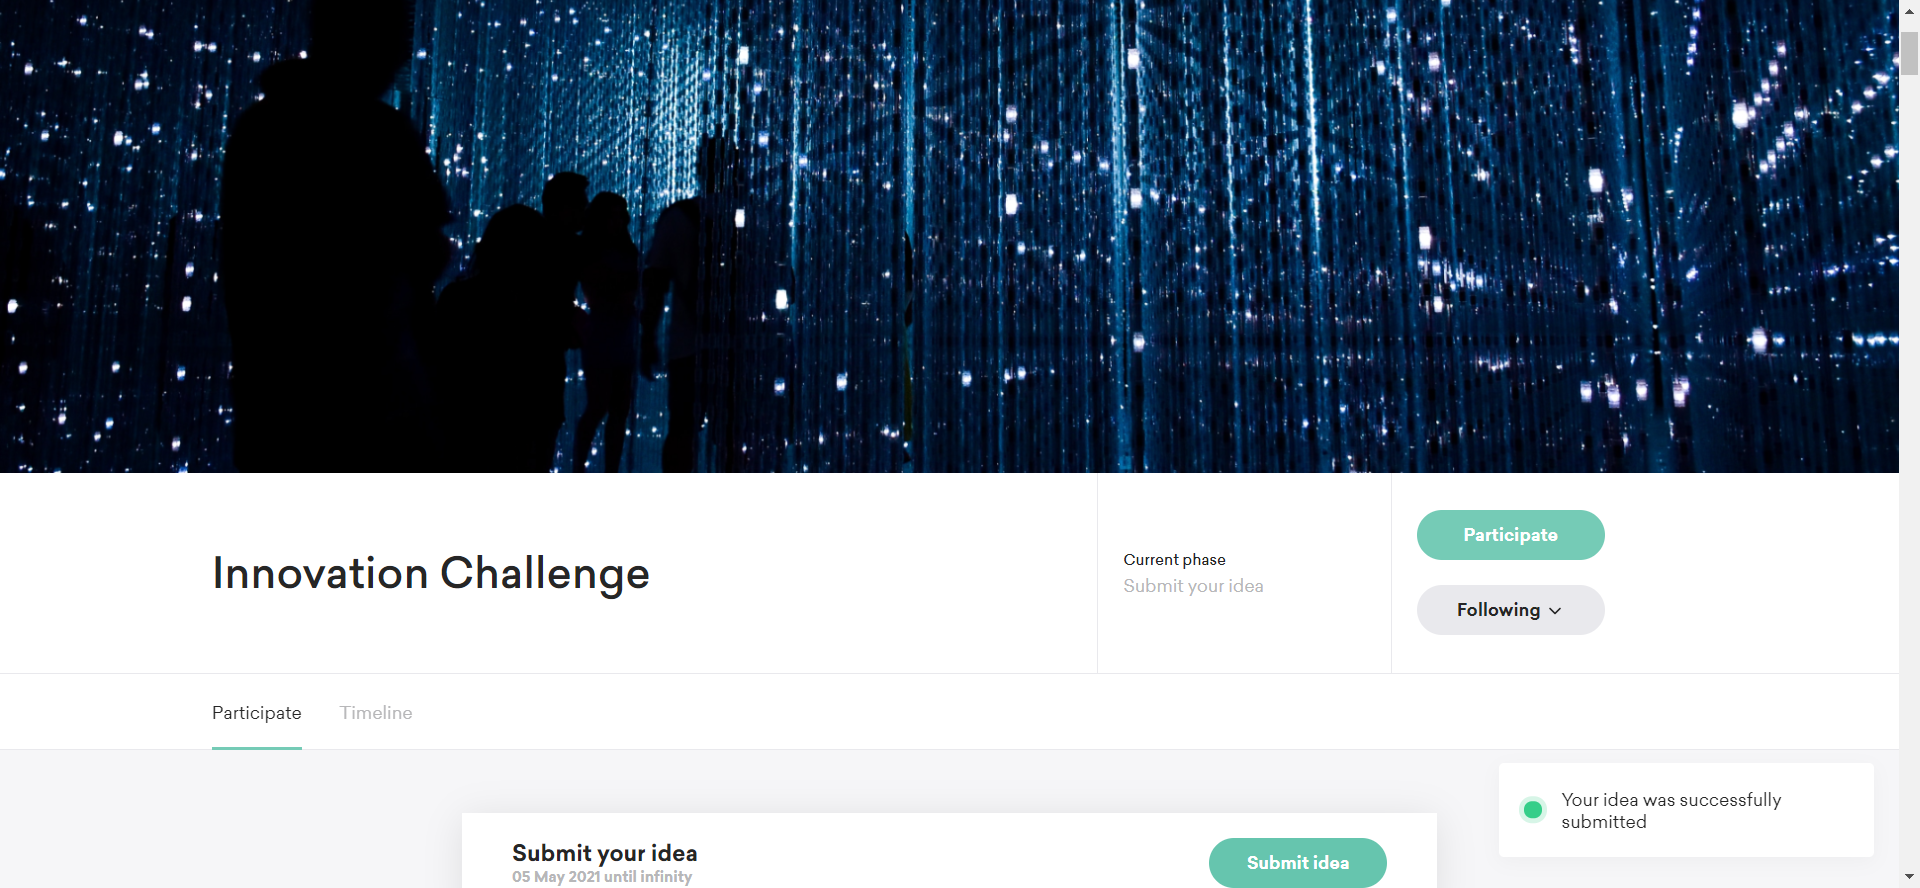 Innovation Challenge
Current phase
Submit your idea
Participate
Following
Participate
Timeline
Submit your idea
05 May 2021 until infinity
Submit idea
Your idea was successfully
submitted